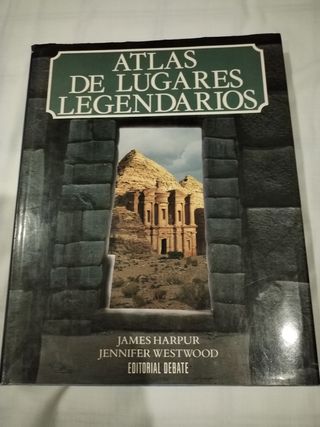 ATLAS
DE LUGARES
LEGENDARIOS
JAMES HARPUR
JENNIFER WESTWOOD
EDITORIAL DEBATE